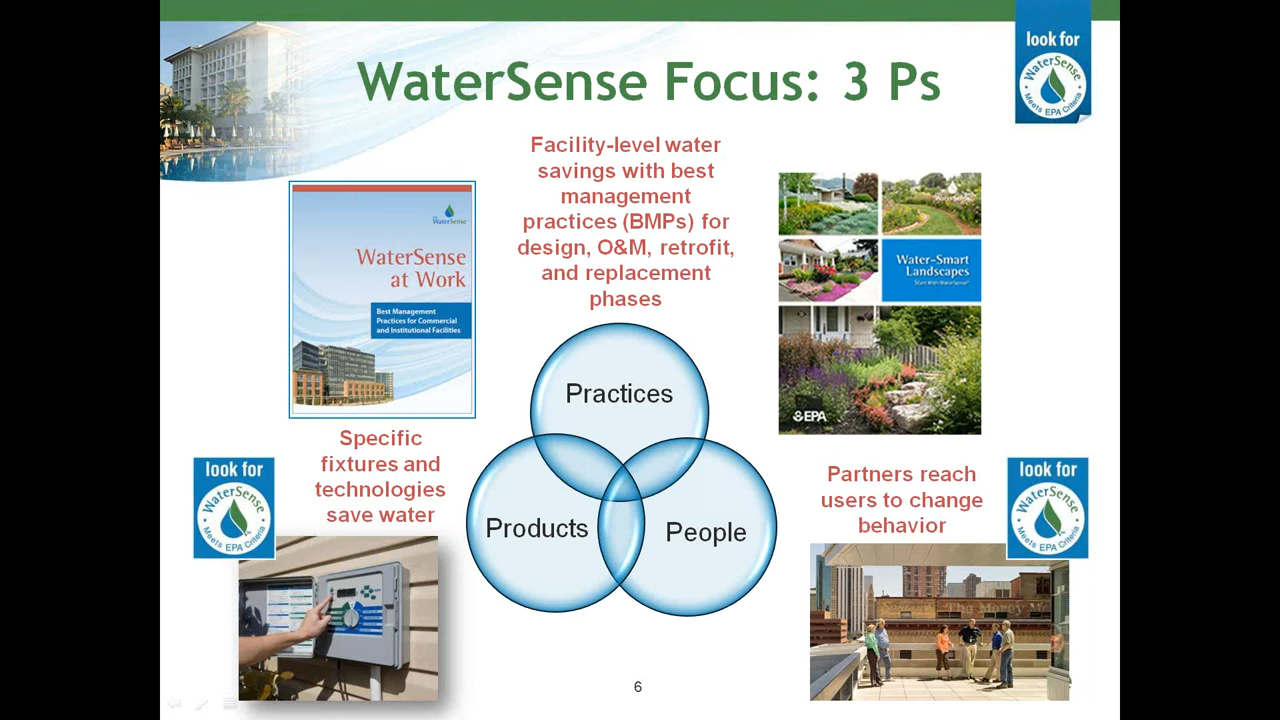 WaterSense Focus: 3 Ps
look for
WaterSense
Meets EPA Criteria
Facility-level water
savings with best
management
practices (BMPs) for
design, O&M, retrofit,
and replacement
phases
WaterSense
WaterSense
at Work
Best Management
Practices for Commercial
and Institutional Facilities
Water-Smart
Landscapes
Start With WaterSense®
EPA
Practices
Products
People
Specific
fixtures and
technologies
save water
look for
WaterSense
Meets EPA Criteria
Partners reach
users to change
behavior
look for
WaterSense
Meets EPA Criteria
6